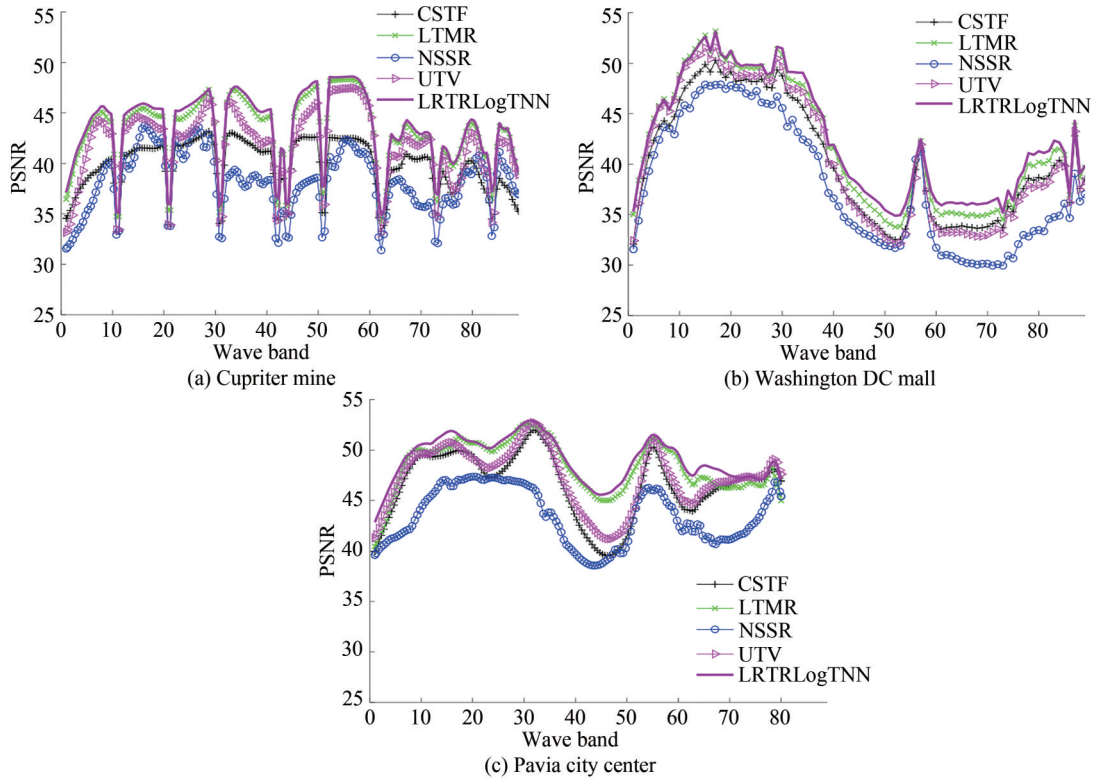 55
50
45
40
35
30
25
PSNR
0 10 20 30 40 50 60 70 80
Wave band
CSTF
LTMR
NSSR
UTV
LRTRLogTNN
(a) Cupriter mine
55
50
45
40
35
30
25
PSNR
0 10 20 30 40 50 60 70 80
Wave band
CSTF
LTMR
NSSR
UTV
LRTRLogTNN
(b) Washington DC mall
55
50
45
40
35
30
25
PSNR
0 10 20 30 40 50 60 70 80
Wave band
CSTF
LTMR
NSSR
UTV
LRTRLogTNN
(c) Pavia city center